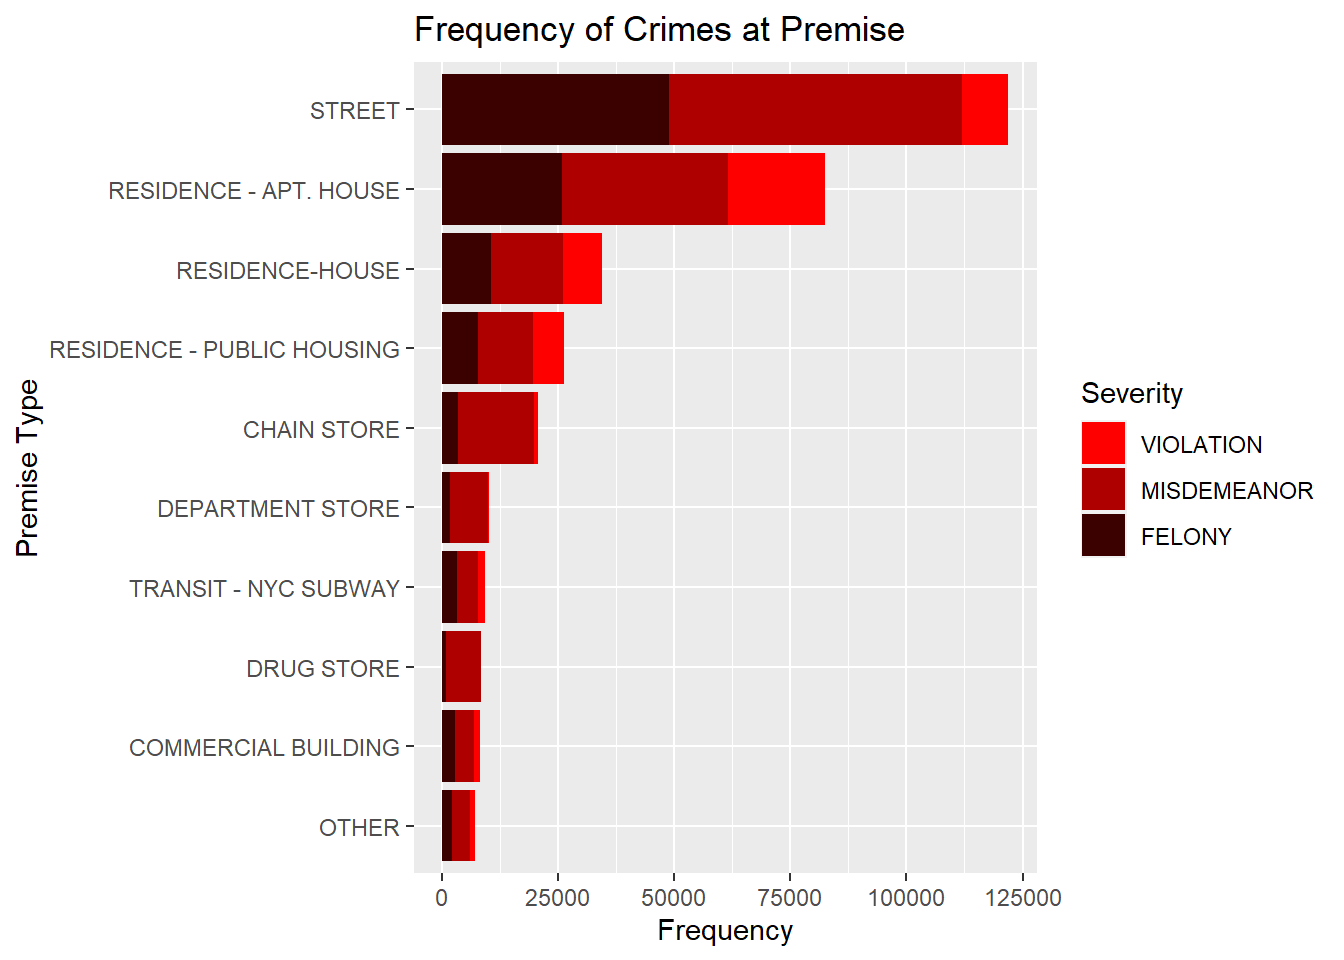 Frequency of Crimes at Premise
Premise Type
STREET
RESIDENCE - APT. HOUSE
RESIDENCE-HOUSE
RESIDENCE - PUBLIC HOUSING
CHAIN STORE
DEPARTMENT STORE
TRANSIT - NYC SUBWAY
DRUG STORE
COMMERCIAL BUILDING
OTHER
0 25000 50000 75000 100000 125000
Frequency
Severity
VIOLATION
MISDEMEANOR
FELONY